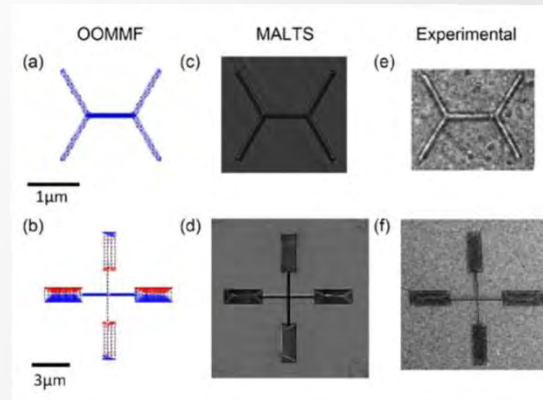 OOMMF MALTS Experimental
(a) (c) (e)
1μm
(b) (d) (f)
3μm